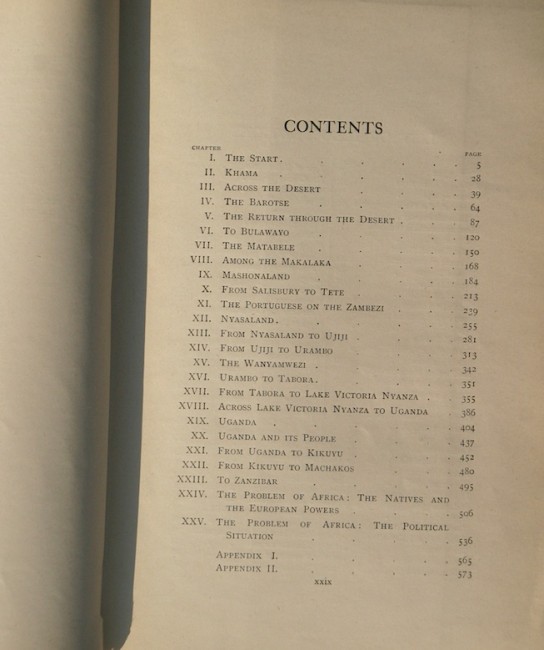 CONTENTS
CHAPTER PAGE
I. The Start. 5
II. Khama 28
III. Across the Desert 39
IV. The Barotse 64
V. The Return through the Desert 87
VI. To Bulawayo 120
VII. The Matabele 150
VIII. Among the Makalaka 168
IX. Mashonaland 184
X. From Salisbury to Tete 213
XI. The Portuguese on the Zambezi 239
XII. Nyasaland. 255
XIII. From Nyasaland to Ujiji 281
XIV. From Ujiji to Urambo 313
XV. The Wanyamwezi 342
XVI. Urambo to Tabora. 351
XVII. From Tabora to Lake Victoria Nyanza 355
XVIII. Across Lake Victoria Nyanza to Uganda 386
XIX. Uganda 404
XX. Uganda and its People 437
XXI. From Uganda to Kikuyu 452
XXII. From Kikuyu to Machakos 480
XXIII. To Zanzibar 495
XXIV. The Problem of Africa: The Natives and
the European Powers 506
XXV. The Problem of Africa: The Political
Situation 536
Appendix I. 565
Appendix II. 573
xxix